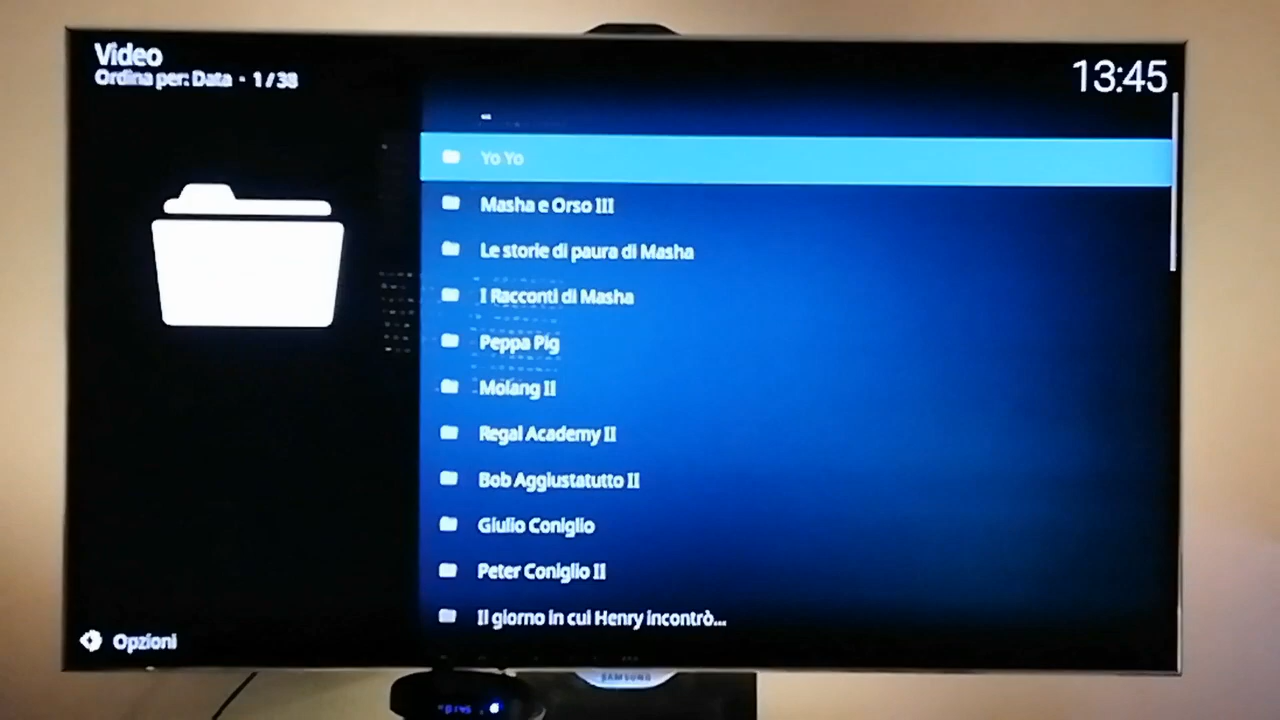 Video
Ordina per: Data • 1 / 38
13:45
Yo Yo
Masha e Orso III
Le storie di paura di Masha
I Racconti di Masha
Peppa Pig
Molang II
Regal Academy II
Bob Aggiustatutto II
Giulio Coniglio
Peter Coniglio II
Il giorno in cui Henry incontrò...
Opzioni
SAMSUNG